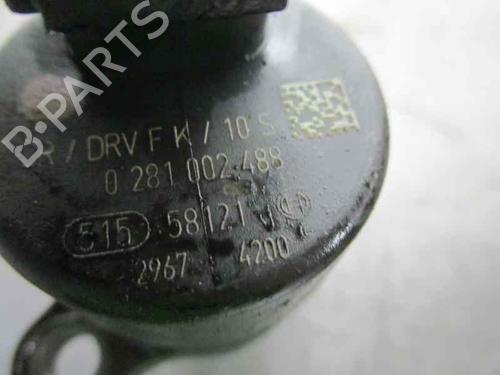 B-PARTS
R / DRV F K / 10'S
0 281 002 488
515 58121
2967 4200